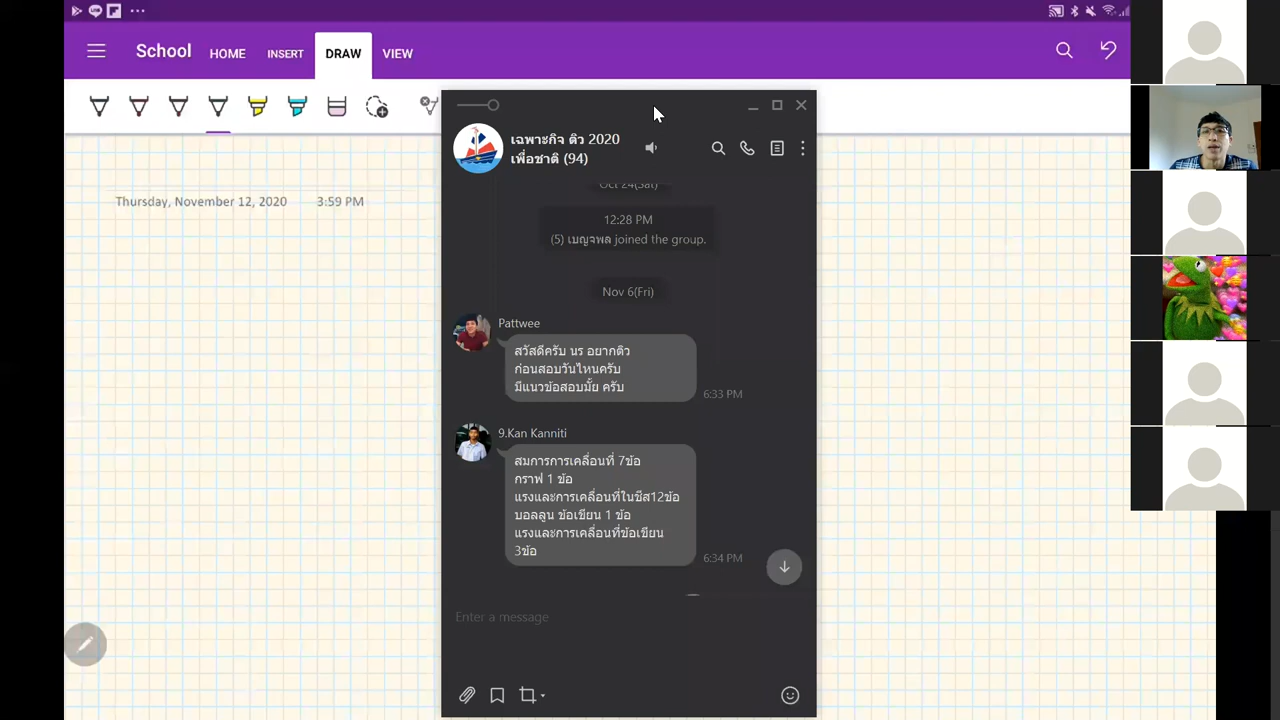 School
HOME
INSERT
DRAW
VIEW
Thursday, November 12, 2020 3:59 PM
เฉพาะกิจ ติว 2020
เพื่อชาติ (94)
Oct 24(Sat)
12:28 PM
(5) เบญจพล joined the group.
Nov 6(Fri)
Pattwee
สวัสดีครับ นร อยากติว
ก่อนสอบวันไหนครับ
มีแนวข้อสอบมั้ย ครับ
6:33 PM
9.Kan Kanniti
สมการการเคลื่อนที่ 7ข้อ
กราฟ 1 ข้อ
แรงและการเคลื่อนที่ในชีส12ข้อ
บอลลูน ข้อเขียน 1 ข้อ
แรงและการเคลื่อนที่ข้อเขียน
3ข้อ
6:34 PM
Enter a message